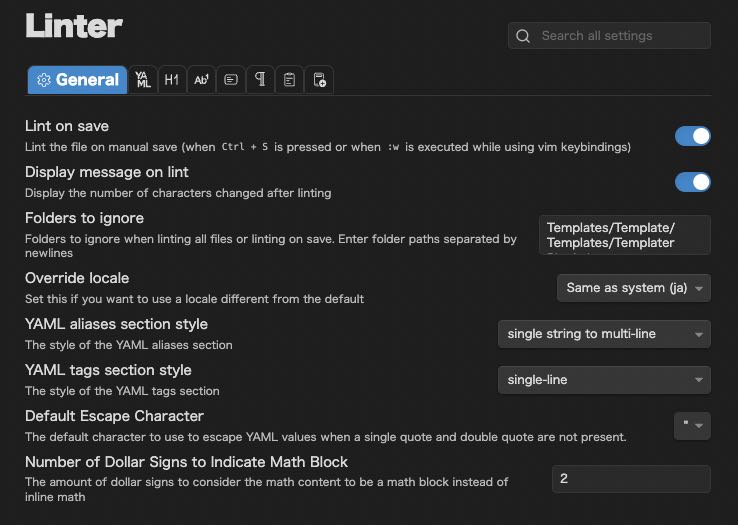 Linter
Search all settings
General
YAML
H1
Lint on save
Lint the file on manual save (when Ctrl + S is pressed or when :w is executed while using vim keybindings)
Display message on lint
Display the number of characters changed after linting
Folders to ignore
Folders to ignore when linting all files or linting on save. Enter folder paths separated by
newlines
Templates/Template/
Templates/Templater
Override locale
Set this if you want to use a locale different from the default
Same as system (ja)
YAML aliases section style
The style of the YAML aliases section
single string to multi-line
YAML tags section style
The style of the YAML tags section
single-line
Default Escape Character
The default character to use to escape YAML values when a single quote and double quote are not present.
"
Number of Dollar Signs to Indicate Math Block
The amount of dollar signs to consider the math content to be a math block instead of
inline math
2